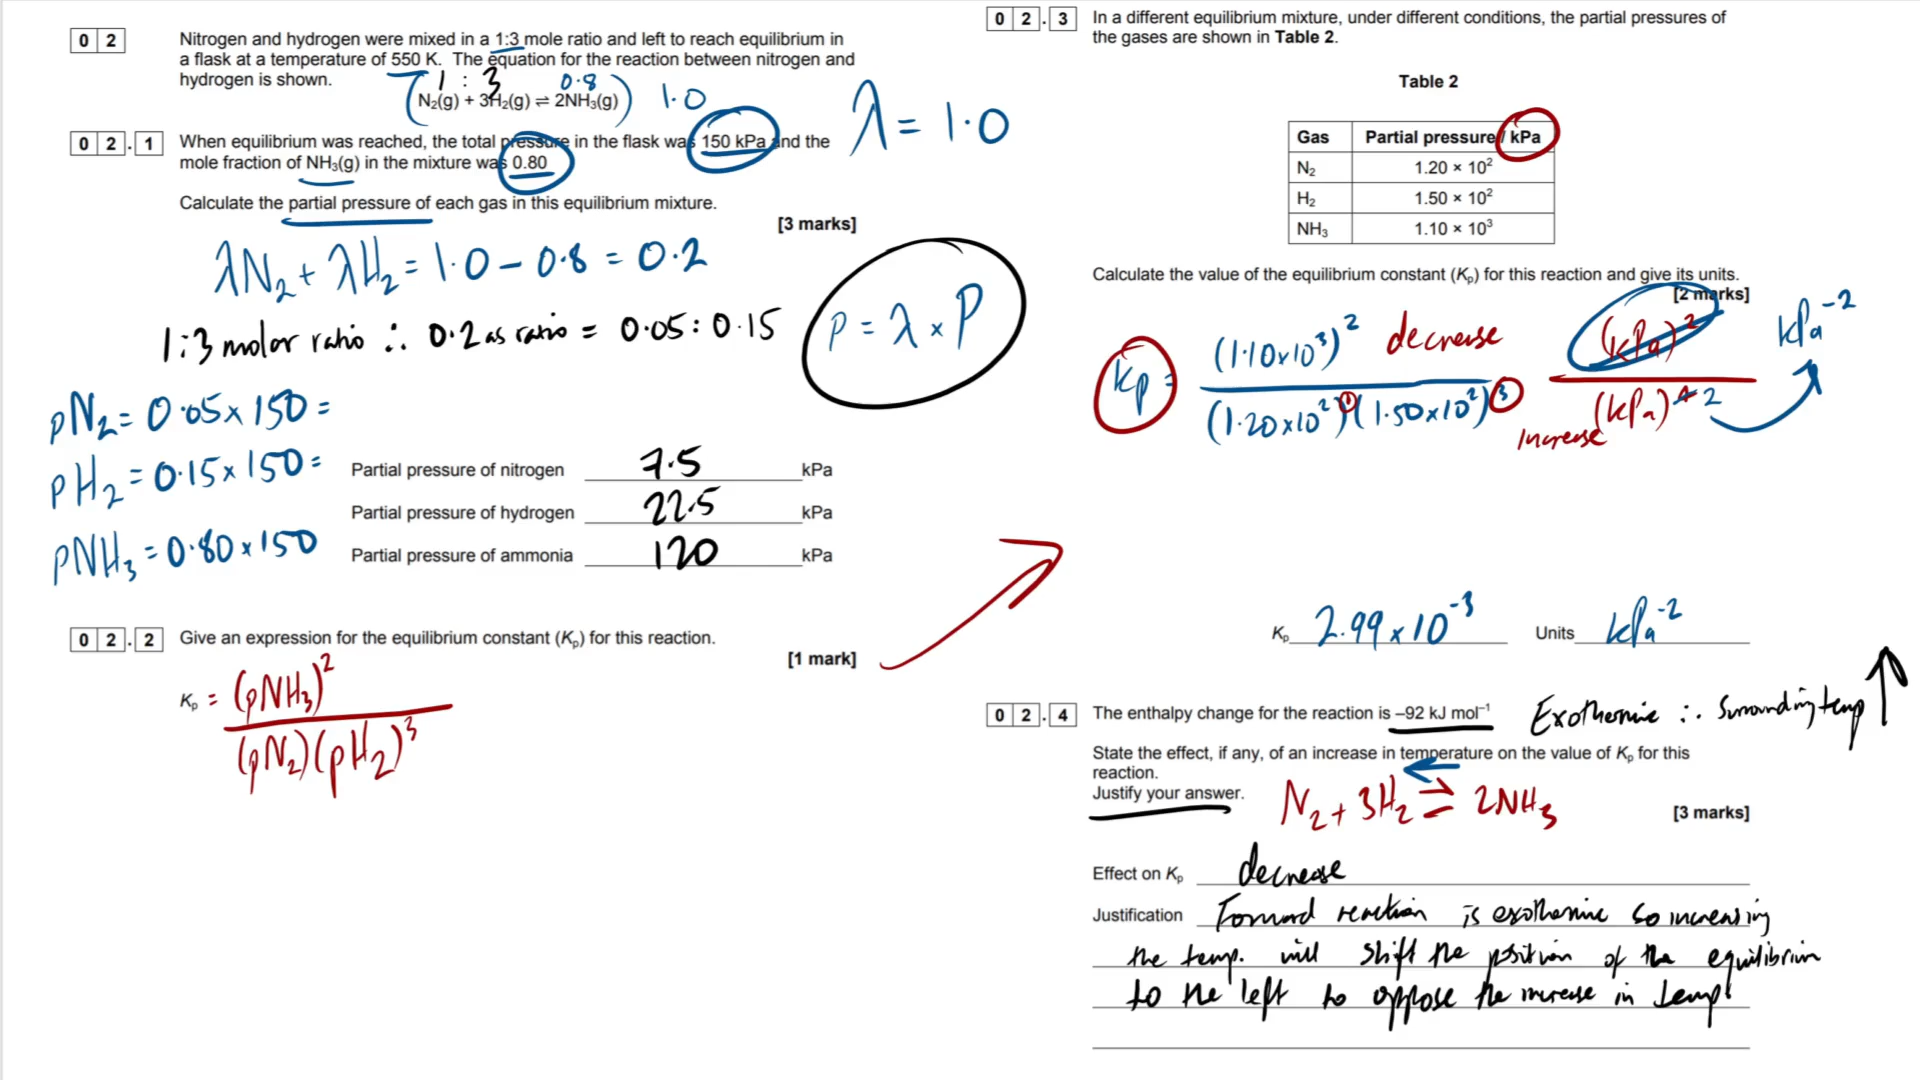 0 2
Nitrogen and hydrogen were mixed in a 1:3 mole ratio and left to reach equilibrium in
a flask at a temperature of 550 K. The equation for the reaction between nitrogen and
hydrogen is shown.
1 : 3 0.8
N₂(g) + 3H₂(g) ⇌ 2NH₃(g) 1.0
λ = 1.0
0 2 . 1
When equilibrium was reached, the total pressure in the flask was 150 kPa and the
mole fraction of NH₃(g) in the mixture was 0.80
Calculate the partial pressure of each gas in this equilibrium mixture.
[3 marks]
λN₂ + λH₂ = 1.0 - 0.8 = 0.2
1:3 molar ratio ∴ 0.2 as ratio = 0.05 : 0.15
P = λ × P
pN₂ = 0.05 × 150 =
pH₂ = 0.15 × 150 =
pNH₃ = 0.80 × 150
Partial pressure of nitrogen 7.5 kPa
Partial pressure of hydrogen 22.5 kPa
Partial pressure of ammonia 120 kPa
0 2 . 2
Give an expression for the equilibrium constant (Kₚ) for this reaction.
[1 mark]
Kₚ = (pNH₃)²
(pN₂)(pH₂)³
0 2 . 3
In a different equilibrium mixture, under different conditions, the partial pressures of
the gases are shown in Table 2.
Table 2
Gas Partial pressure / kPa
N₂ 1.20 × 10²
H₂ 1.50 × 10²
NH₃ 1.10 × 10³
Calculate the value of the equilibrium constant (Kₚ) for this reaction and give its units.
[2 marks]
(1.10×10³)² decrease (kPa)² kPa⁻²
kp =
(1.20×10²)¹(1.50×10²)³ Increase (kPa)⁴ 2
Kₚ 2.99 × 10⁻³ Units kPa⁻²
0 2 . 4
The enthalpy change for the reaction is –92 kJ mol⁻¹
Exothermic ∴ Surrounding temp ↑
State the effect, if any, of an increase in temperature on the value of Kₚ for this
reaction.
Justify your answer.
N₂ + 3H₂ ⇌ 2NH₃
[3 marks]
Effect on Kₚ decrease
Justification Forward reaction is exothermic so increasing
the temp. will shift the position of the equilibrium
to the left to oppose the increase in temp.